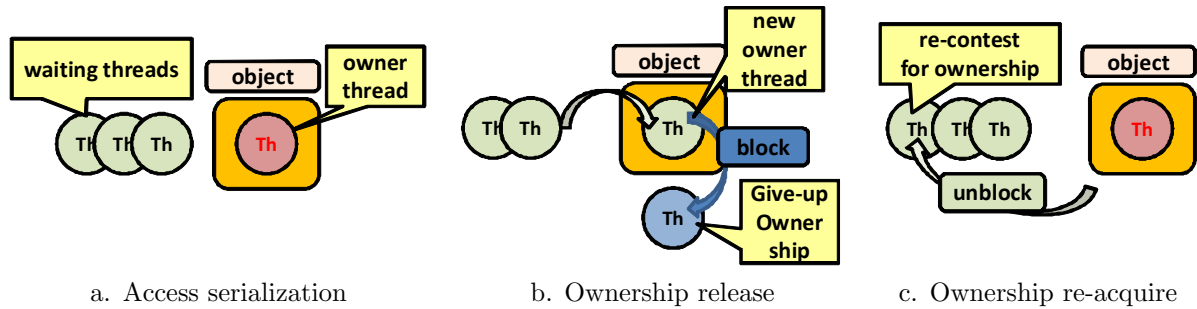 waiting threads
object
owner
thread
Th
Th
Th
Th
a. Access serialization
object
new
owner
thread
Th
Th
Th
block
Th
Give-up
Owner
ship
b. Ownership release
re-contest
for ownership
object
Th
Th
Th
Th
unblock
c. Ownership re-acquire